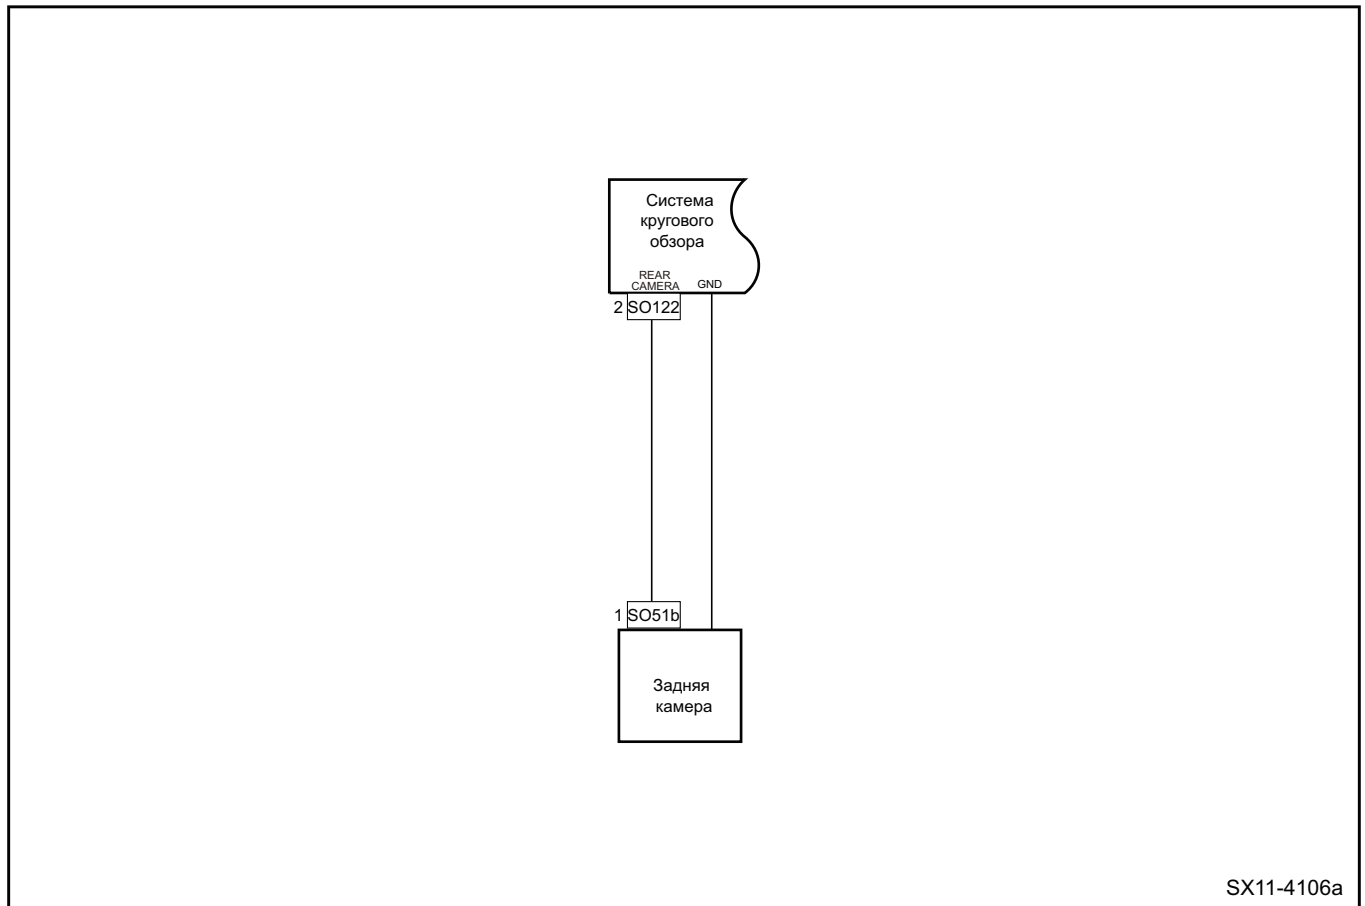 Система
кругового
обзора
REAR
CAMERA
GND
2 SO122
1 SO51b
Задняя
камера
SX11-4106a